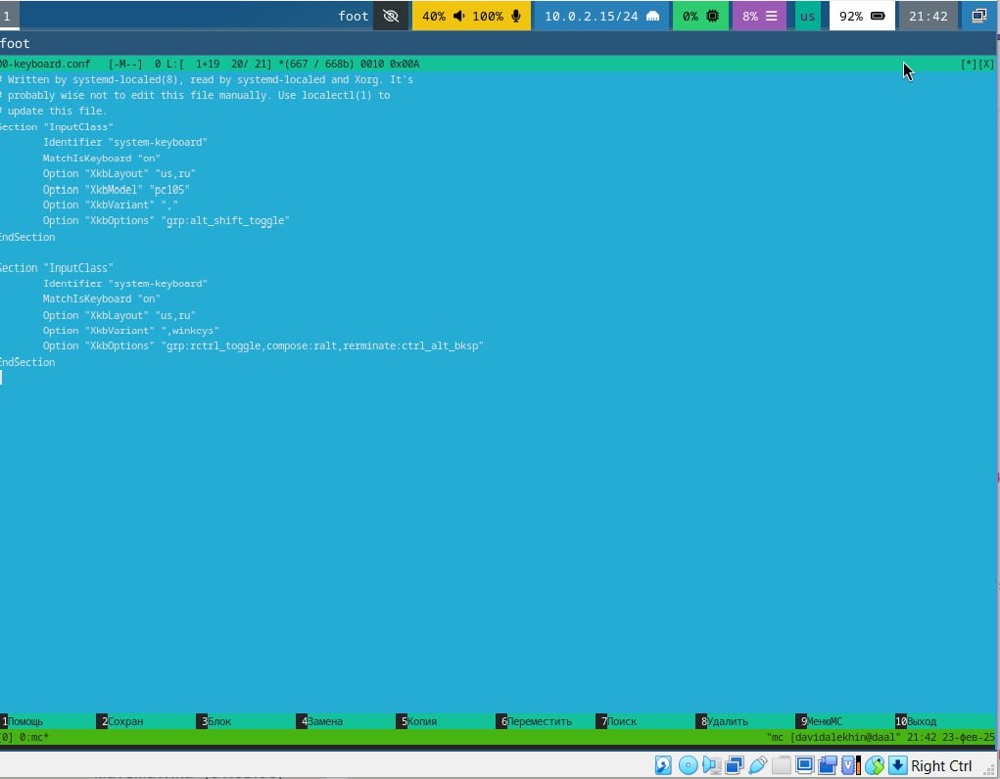 1 foot 40% 100% 10.0.2.15/24 0% 8% us 92% 21:42
foot
00-keyboard.conf [-M--] 0 L:[ 1+19 20/ 21] *(667 / 668b) 0010 0x00A [*][X]
# Written by systemd-localed(8), read by systemd-localed and Xorg. It's
# probably wise not to edit this file manually. Use localectl(1) to
# update this file.
Section "InputClass"
Identifier "system-keyboard"
MatchIsKeyboard "on"
Option "XkbLayout" "us,ru"
Option "XkbModel" "pc105"
Option "XkbVariant" ","
Option "XkbOptions" "grp:alt_shift_toggle"
EndSection
Section "InputClass"
Identifier "system-keyboard"
MatchIsKeyboard "on"
Option "XkbLayout" "us,ru"
Option "XkbVariant" ",winkeys"
Option "XkbOptions" "grp:rctrl_toggle,compose:ralt,rerminate:ctrl_alt_bksp"
EndSection
1Помощь 2Сохран 3Блок 4Замена 5Копия 6Переместить 7Поиск 8Удалить 9МенюMC 10Выход
[0] 0:mc* "mc [davidalekhin@daal" 21:42 23-фев-25
Right Ctrl